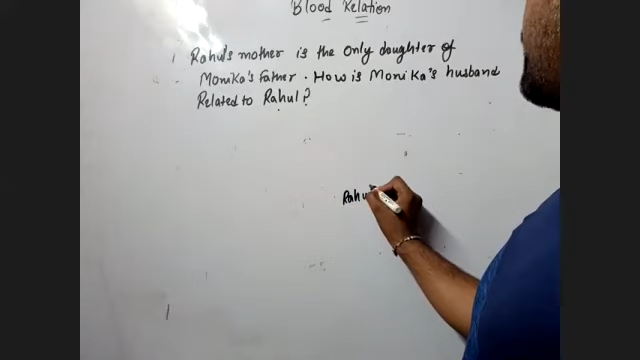 Blood Relation
1 Rahul's mother is the only daughter of
Monika's Father. How is Monika's husband
Related to Rahul?
Rahu